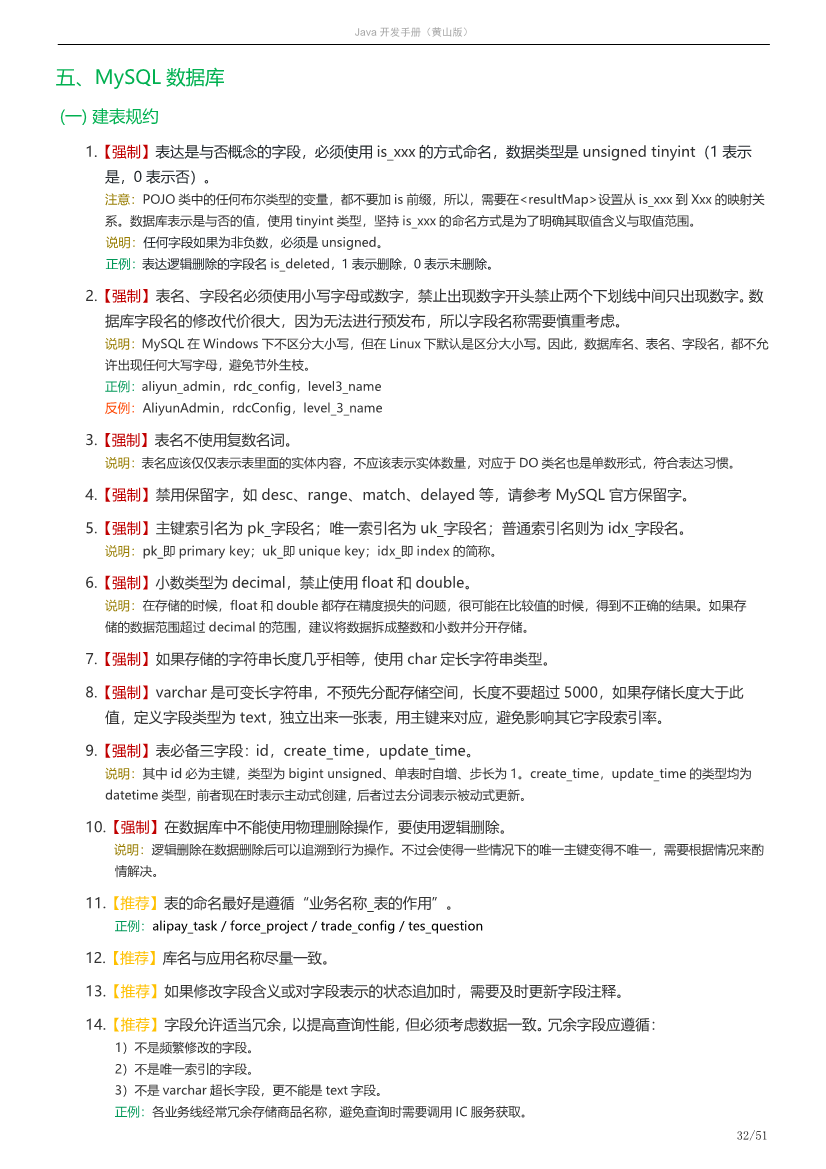 Java 开发手册（黄山版）
五、MySQL 数据库
(一) 建表规约
1.【强制】表达是与否概念的字段，必须使用 is_xxx 的方式命名，数据类型是 unsigned tinyint（1 表示
是，0 表示否）。
注意：POJO 类中的任何布尔类型的变量，都不要加 is 前缀，所以，需要在<resultMap>设置从 is_xxx 到 Xxx 的映射关
系。数据库表示是与否的值，使用 tinyint 类型，坚持 is_xxx 的命名方式是为了明确其取值含义与取值范围。
说明：任何字段如果为非负数，必须是 unsigned。
正例：表达逻辑删除的字段名 is_deleted，1 表示删除，0 表示未删除。
2.【强制】表名、字段名必须使用小写字母或数字，禁止出现数字开头禁止两个下划线中间只出现数字。数
据库字段名的修改代价很大，因为无法进行预发布，所以字段名称需要慎重考虑。
说明：MySQL 在 Windows 下不区分大小写，但在 Linux 下默认是区分大小写。因此，数据库名、表名、字段名，都不允
许出现任何大写字母，避免节外生枝。
正例：aliyun_admin，rdc_config，level3_name
反例：AliyunAdmin，rdcConfig，level_3_name
3.【强制】表名不使用复数名词。
说明：表名应该仅仅表示表里面的实体内容，不应该表示实体数量，对应于 DO 类名也是单数形式，符合表达习惯。
4.【强制】禁用保留字，如 desc、range、match、delayed 等，请参考 MySQL 官方保留字。
5.【强制】主键索引名为 pk_字段名；唯一索引名为 uk_字段名；普通索引名则为 idx_字段名。
说明：pk_即 primary key；uk_即 unique key；idx_即 index 的简称。
6.【强制】小数类型为 decimal，禁止使用 float 和 double。
说明：在存储的时候，float 和 double 都存在精度损失的问题，很可能在比较值的时候，得到不正确的结果。如果存
储的数据范围超过 decimal 的范围，建议将数据拆成整数和小数并分开存储。
7.【强制】如果存储的字符串长度几乎相等，使用 char 定长字符串类型。
8.【强制】varchar 是可变长字符串，不预先分配存储空间，长度不要超过 5000，如果存储长度大于此
值，定义字段类型为 text，独立出来一张表，用主键来对应，避免影响其它字段索引率。
9.【强制】表必备三字段：id，create_time，update_time。
说明：其中 id 必为主键，类型为 bigint unsigned、单表时自增、步长为 1。create_time，update_time 的类型均为
datetime 类型，前者现在时表示主动式创建，后者过去分词表示被动式更新。
10.【强制】在数据库中不能使用物理删除操作，要使用逻辑删除。
说明：逻辑删除在数据删除后可以追溯到行为操作。不过会使得一些情况下的唯一主键变得不唯一，需要根据情况来酌
情解决。
11.【推荐】表的命名最好是遵循“业务名称_表的作用”。
正例：alipay_task / force_project / trade_config / tes_question
12.【推荐】库名与应用名称尽量一致。
13.【推荐】如果修改字段含义或对字段表示的状态追加时，需要及时更新字段注释。
14.【推荐】字段允许适当冗余，以提高查询性能，但必须考虑数据一致。冗余字段应遵循：
1）不是频繁修改的字段。
2）不是唯一索引的字段。
3）不是 varchar 超长字段，更不能是 text 字段。
正例：各业务线经常冗余存储商品名称，避免查询时需要调用 IC 服务获取。
32/51